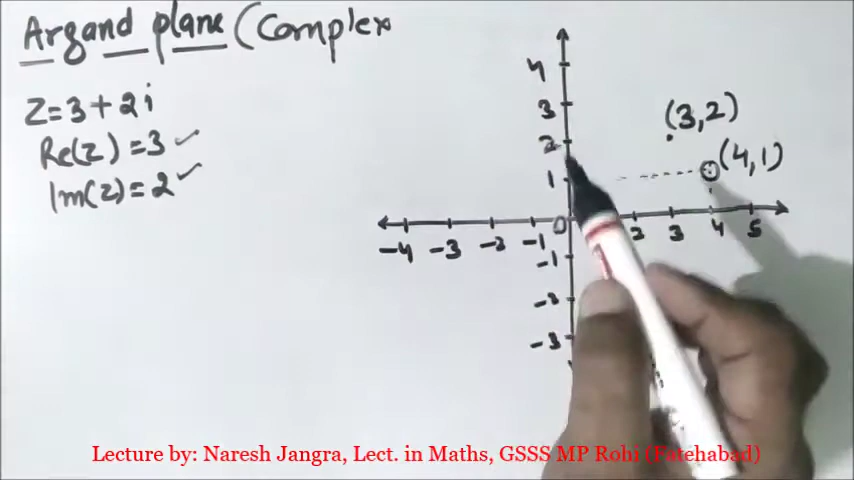 Argand plane (Complex
Z=3+2i
Re(z)=3 ✓
Im(z)=2 ✓
4
3
(3,2)
2
(4,1)
1
-4 -3 -2 -1 0 2 3 4 5
-1
-2
-3
Lecture by: Naresh Jangra, Lect. in Maths, GSSS MP Rohi (Fatehabad)